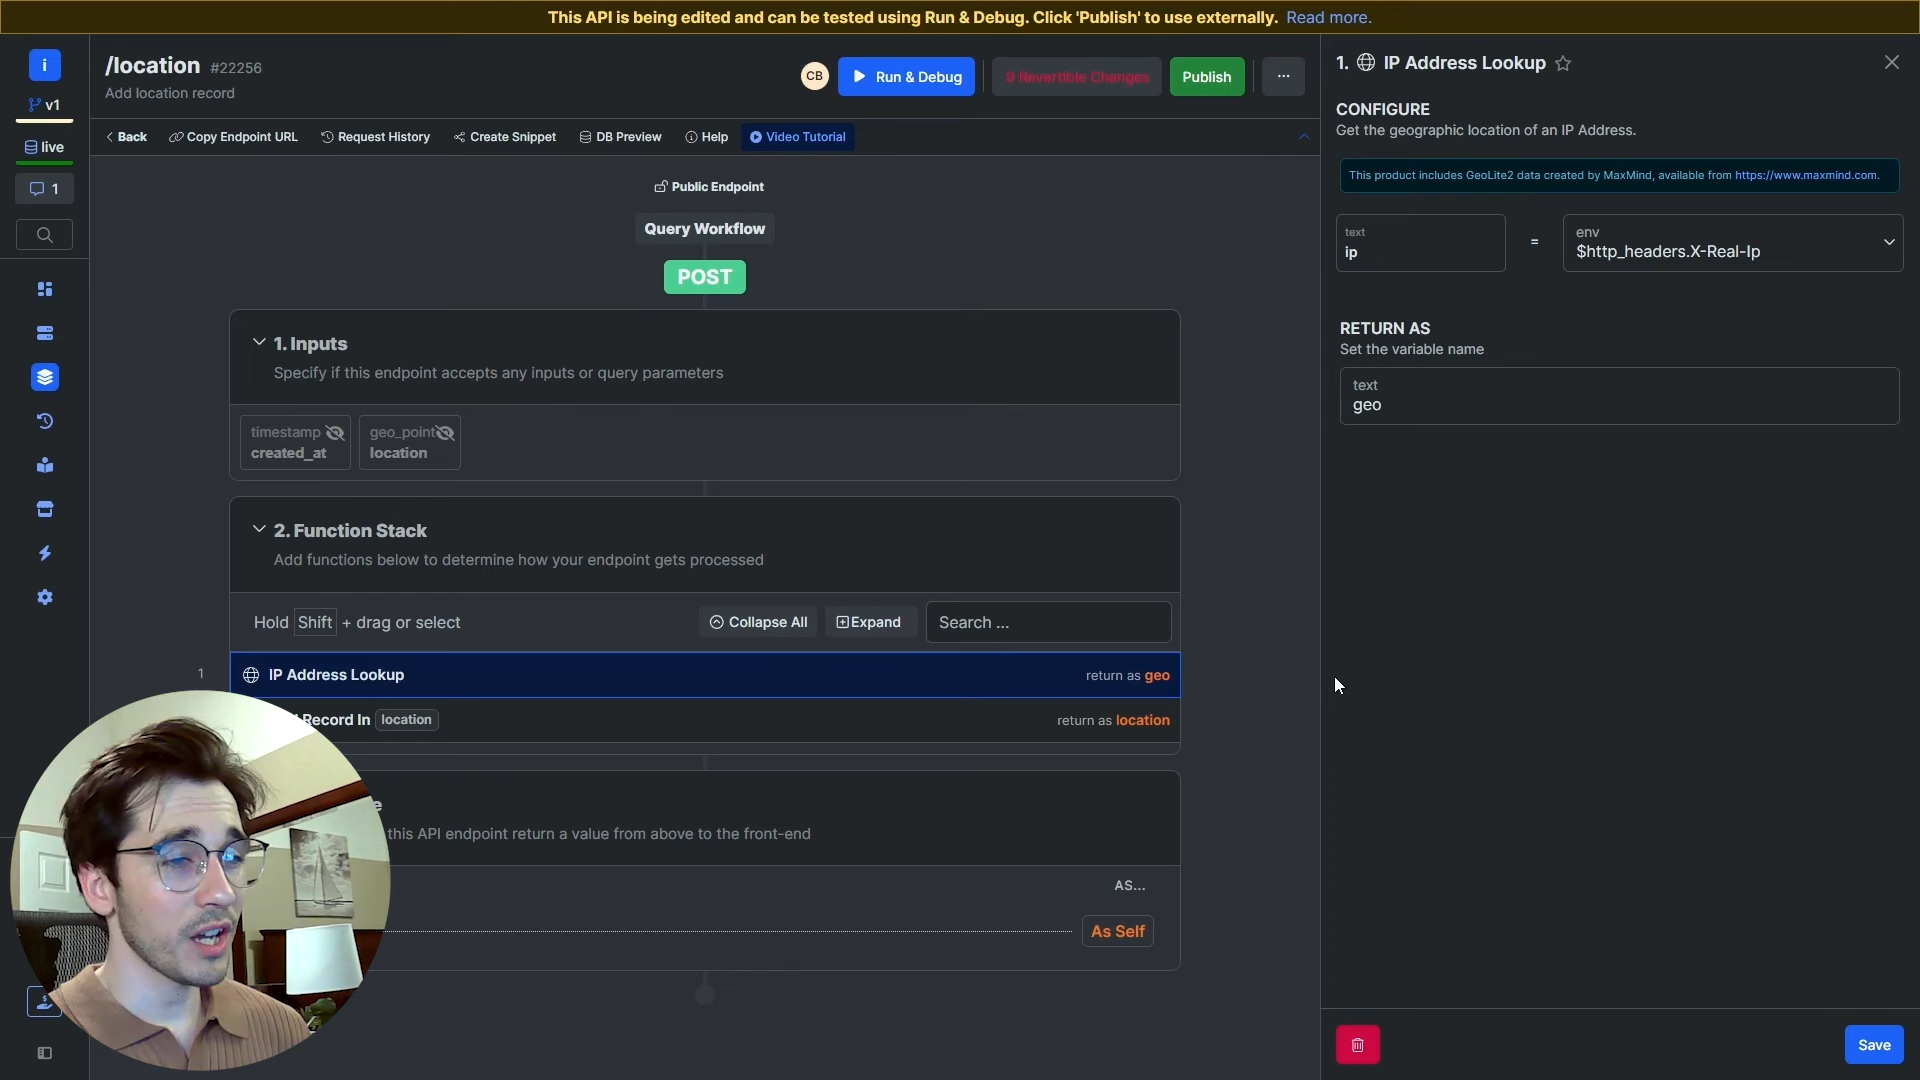 This API is being edited and can be tested using Run & Debug. Click 'Publish' to use externally. Read more.
i
v1
live
1
/location #22256
Add location record
CB
Run & Debug
9 Revertible Changes
Publish
...
Back
Copy Endpoint URL
Request History
Create Snippet
DB Preview
Help
Video Tutorial
Public Endpoint
Query Workflow
POST
1. Inputs
Specify if this endpoint accepts any inputs or query parameters
timestamp
created_at
geo_point
location
2. Function Stack
Add functions below to determine how your endpoint gets processed
Hold Shift + drag or select
Collapse All
Expand
Search ...
1
IP Address Lookup
return as geo
Record In location
return as location
this API endpoint return a value from above to the front-end
AS...
As Self
1. IP Address Lookup
CONFIGURE
Get the geographic location of an IP Address.
This product includes GeoLite2 data created by MaxMind, available from https://www.maxmind.com.
text
ip
=
env
$http_headers.X-Real-Ip
RETURN AS
Set the variable name
text
geo
Save